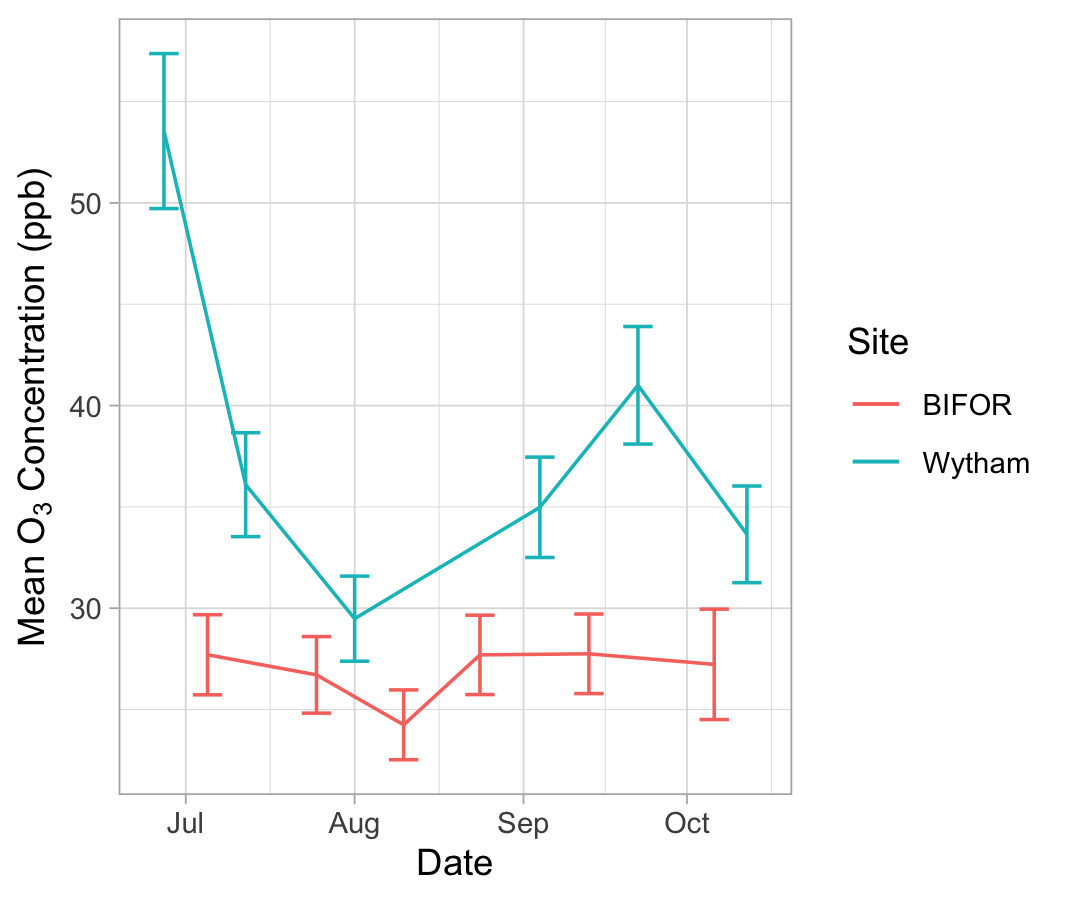 Mean O₃ Concentration (ppb)
50
40
30
Jul Aug Sep Oct
Date
Site
BIFOR
Wytham